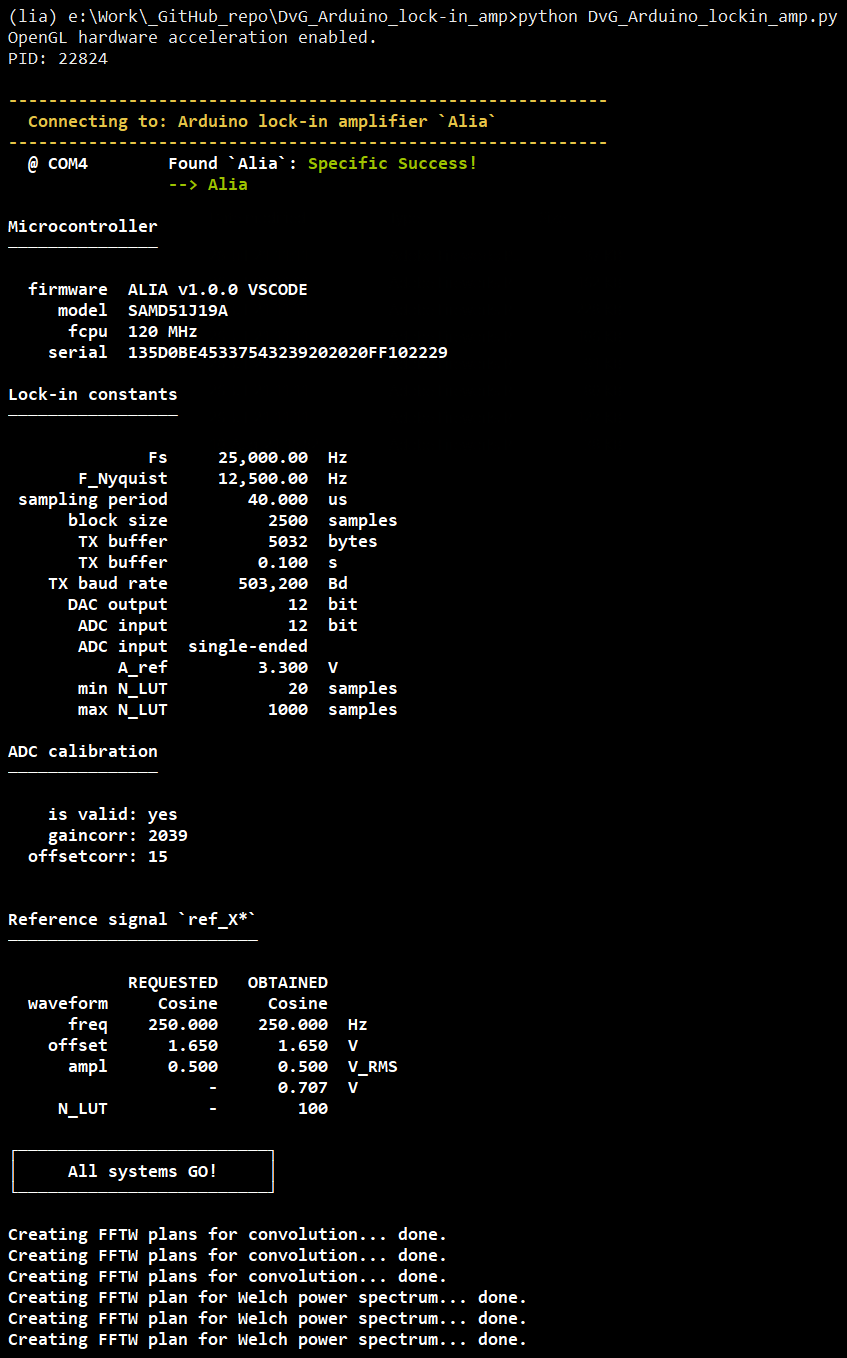 (lia) e:\Work\_GitHub_repo\DvG_Arduino_lock-in_amp>python DvG_Arduino_lockin_amp.py
OpenGL hardware acceleration enabled.
PID: 22824
------------------------------------------------------------
  Connecting to: Arduino lock-in amplifier `Alia`
------------------------------------------------------------
  @ COM4        Found `Alia`: Specific Success!
                --> Alia
Microcontroller
───────────────
  firmware  ALIA v1.0.0 VSCODE
     model  SAMD51J19A
      fcpu  120 MHz
    serial  135D0BE45337543239202020FF102229
Lock-in constants
─────────────────
              Fs     25,000.00  Hz
       F_Nyquist     12,500.00  Hz
 sampling period        40.000  us
      block size          2500  samples
       TX buffer          5032  bytes
       TX buffer         0.100  s
    TX baud rate       503,200  Bd
      DAC output            12  bit
       ADC input            12  bit
       ADC input  single-ended
           A_ref         3.300  V
       min N_LUT            20  samples
       max N_LUT          1000  samples
ADC calibration
───────────────
    is valid: yes
    gaincorr: 2039
  offsetcorr: 15
Reference signal `ref_X*`
─────────────────────────
            REQUESTED   OBTAINED
  waveform     Cosine     Cosine
      freq    250.000    250.000  Hz
    offset      1.650      1.650  V
      ampl      0.500      0.500  V_RMS
                    -      0.707  V
     N_LUT          -        100
All systems GO!
Creating FFTW plans for convolution... done.
Creating FFTW plans for convolution... done.
Creating FFTW plans for convolution... done.
Creating FFTW plan for Welch power spectrum... done.
Creating FFTW plan for Welch power spectrum... done.
Creating FFTW plan for Welch power spectrum... done.